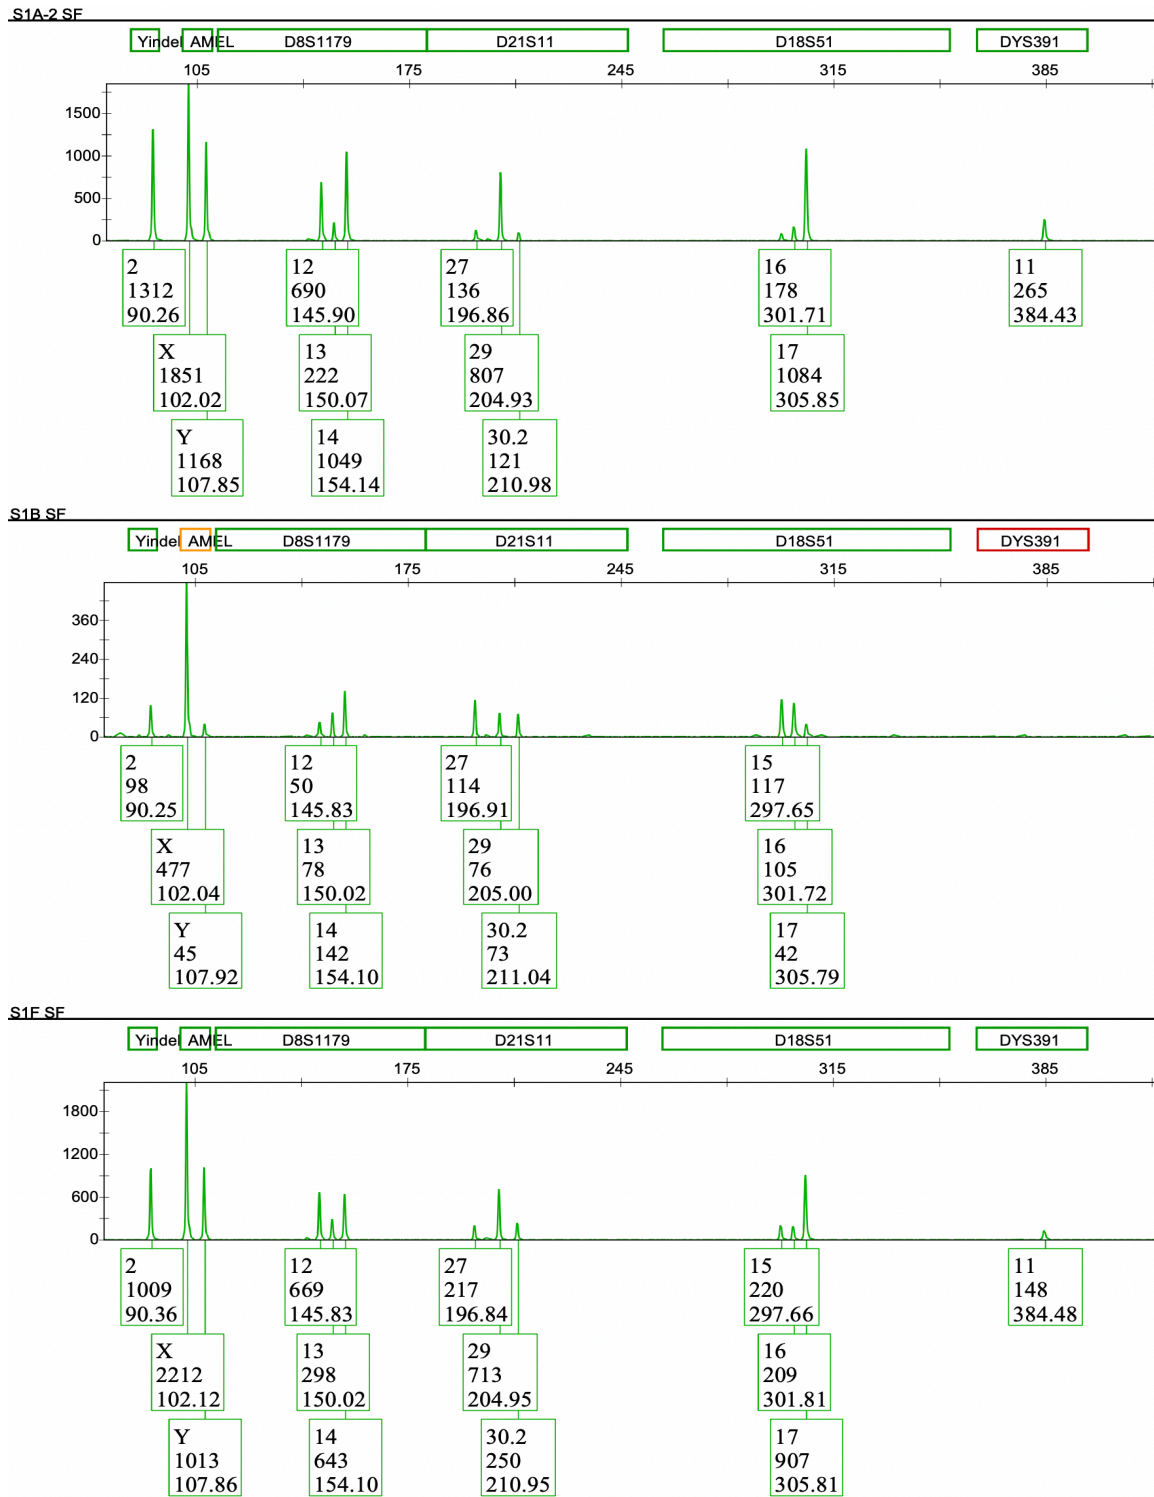 S1A-2 SF
Yindel AMEL D8S1179 D21S11 D18S51 DYS391
105 175 245 315 385
1500
1000
500
0
2 12 27 16 11
1312 690 136 178 265
90.26 145.90 196.86 301.71 384.43
X 13 29 17
1851 222 807 1084
102.02 150.07 204.93 305.85
Y 14 30.2
1168 1049 121
107.85 154.14 210.98
S1B SF
Yindel AMEL D8S1179 D21S11 D18S51 DYS391
105 175 245 315 385
360
240
120
0
2 12 27 15
98 50 114 117
90.25 145.83 196.91 297.65
X 13 29 16
477 78 76 105
102.04 150.02 205.00 301.72
Y 14 30.2 17
45 142 73 42
107.92 154.10 211.04 305.79
S1F SF
Yindel AMEL D8S1179 D21S11 D18S51 DYS391
105 175 245 315 385
1800
1200
600
0
2 12 27 15 11
1009 669 217 220 148
90.36 145.83 196.84 297.66 384.48
X 13 29 16
2212 298 713 209
102.12 150.02 204.95 301.81
Y 14 30.2 17
1013 643 250 907
107.86 154.10 210.95 305.81